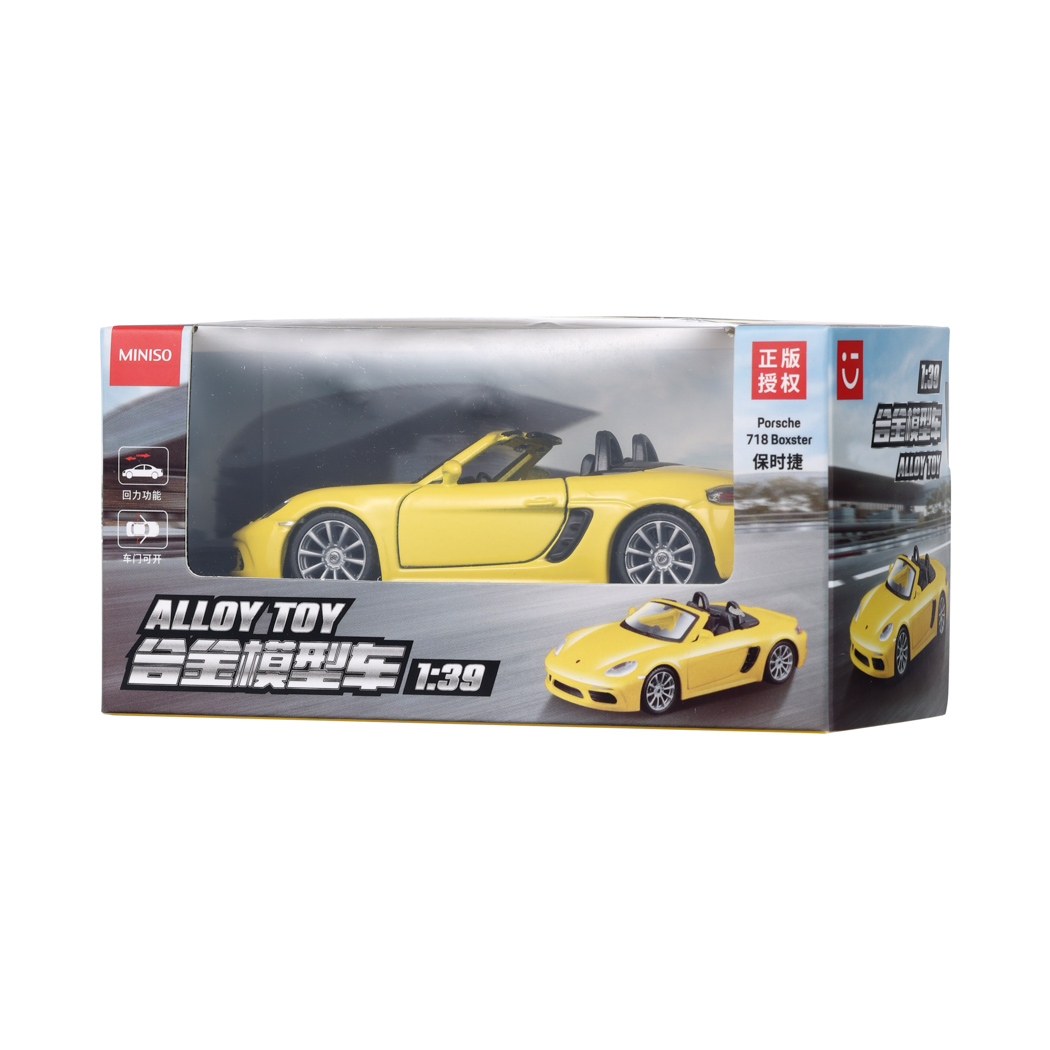 MINISO
回力功能
车门可开
正版
授权
Porsche
718 Boxster
保时捷
ALLOY TOY
合金模型车 1:39
1:39
合金模型车
ALLOY TOY